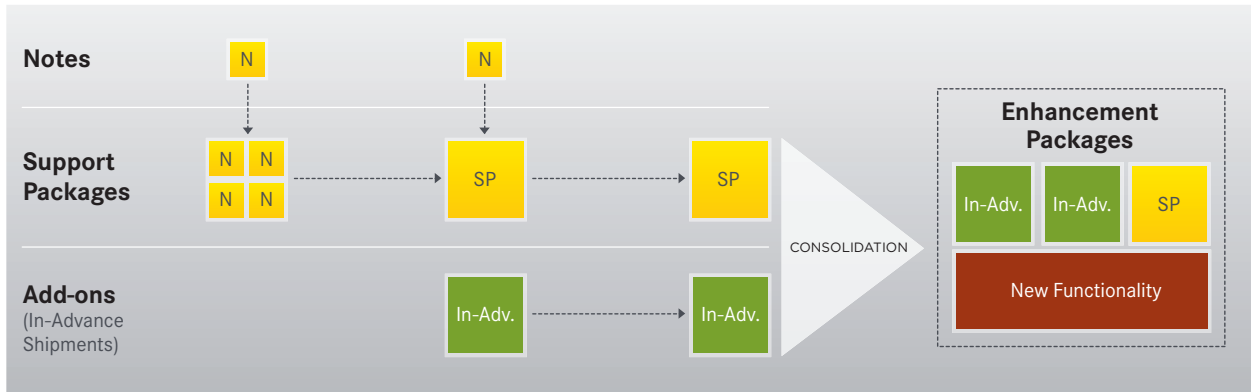 Notes
N
N
Support
Packages
N N
N N
SP
SP
Add-ons
(In-Advance
Shipments)
In-Adv.
In-Adv.
CONSOLIDATION
Enhancement
Packages
In-Adv.
In-Adv.
SP
New Functionality